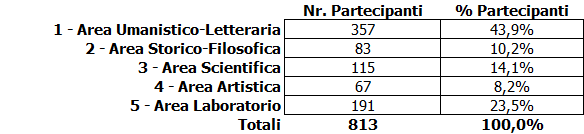 Nr. Partecipanti % Partecipanti
1 - Area Umanistico-Letteraria 357 43,9%
2 - Area Storico-Filosofica 83 10,2%
3 - Area Scientifica 115 14,1%
4 - Area Artistica 67 8,2%
5 - Area Laboratorio 191 23,5%
Totali 813 100,0%